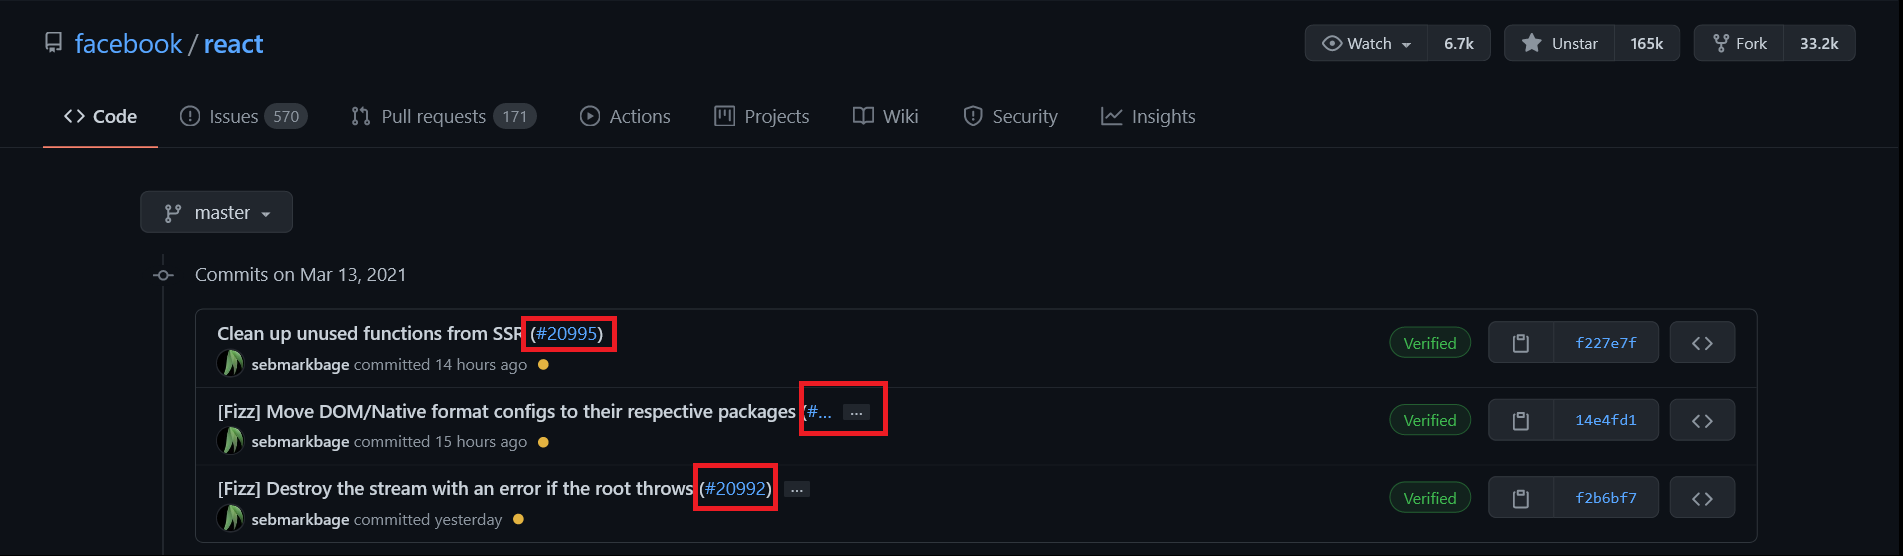 facebook / react
Watch 6.7k Unstar 165k Fork 33.2k
Code Issues 570 Pull requests 171 Actions Projects Wiki Security Insights
master
Commits on Mar 13, 2021
Clean up unused functions from SSR (#20995)
Verified f227e7f
sebmarkbage committed 14 hours ago
[Fizz] Move DOM/Native format configs to their respective packages (#... ...
Verified 14e4fd1
sebmarkbage committed 15 hours ago
[Fizz] Destroy the stream with an error if the root throws (#20992) ...
Verified f2b6bf7
sebmarkbage committed yesterday